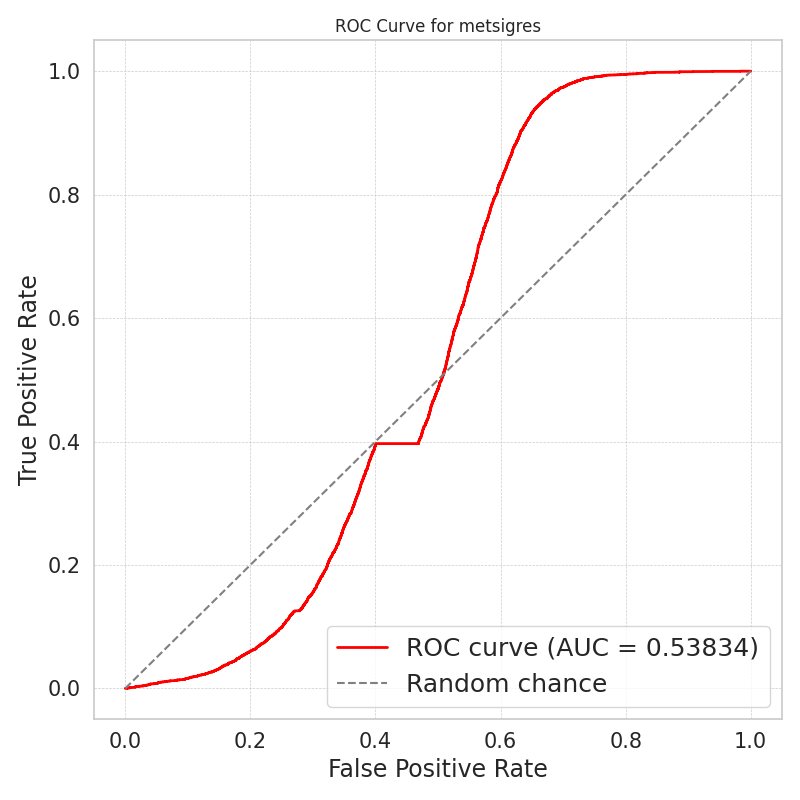 ROC Curve for metsigres
True Positive Rate
1.0
0.8
0.6
0.4
0.2
0.0
ROC curve (AUC = 0.53834)
Random chance
0.0 0.2 0.4 0.6 0.8 1.0
False Positive Rate